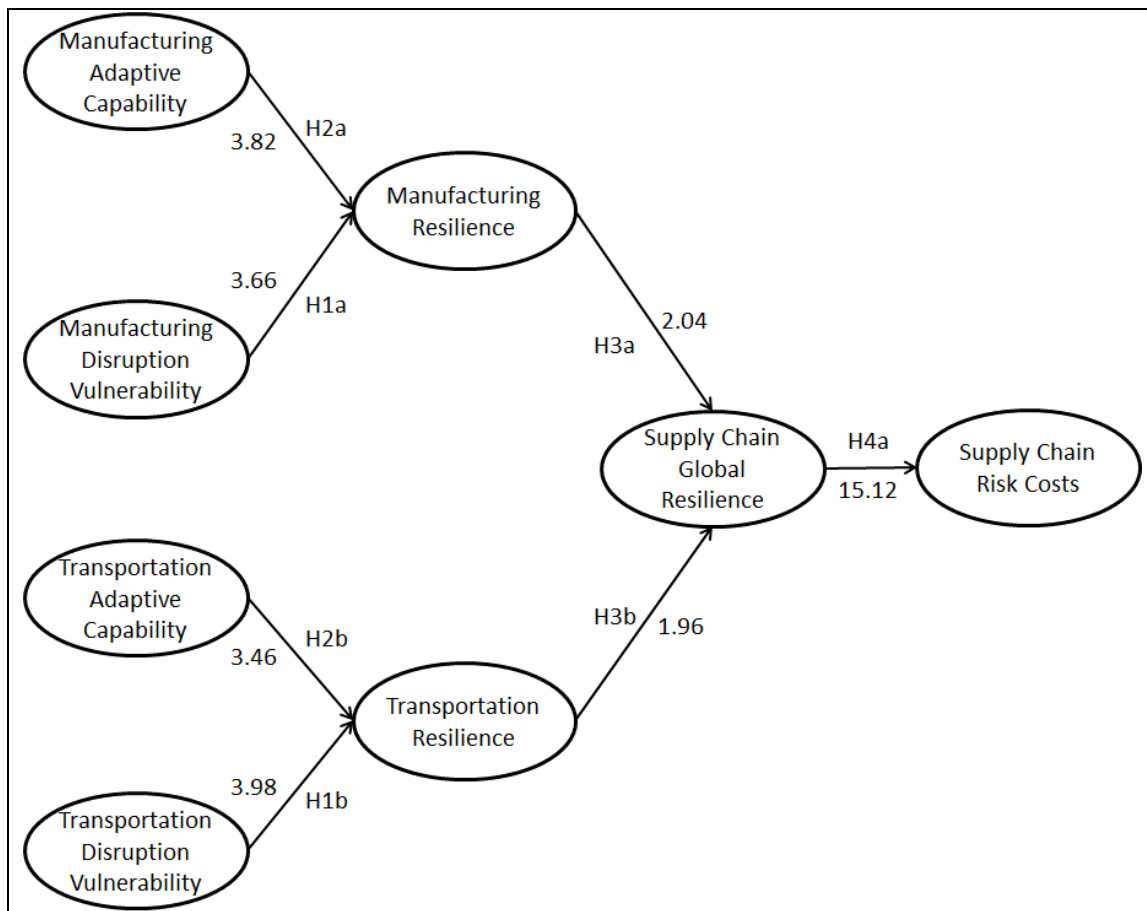 Manufacturing
Adaptive
Capability
3.82
H2a
Manufacturing
Resilience
3.66
H1a
Manufacturing
Disruption
Vulnerability
2.04
H3a
Supply Chain
Global
Resilience
H4a
15.12
Supply Chain
Risk Costs
Transportation
Adaptive
Capability
H2b
3.46
H3b
1.96
Transportation
Resilience
3.98
H1b
Transportation
Disruption
Vulnerability